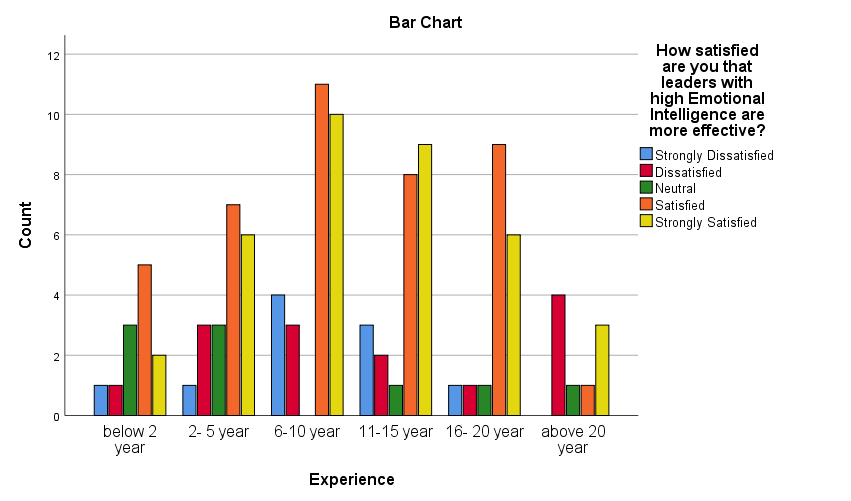 Bar Chart
How satisfied
are you that
leaders with
high Emotional
Intelligence are
more effective?
Strongly Dissatisfied
Dissatisfied
Neutral
Satisfied
Strongly Satisfied
Count
12
10
8
6
4
2
0
below 2
year
2- 5 year
6-10 year
11-15 year
16- 20 year
above 20
year
Experience